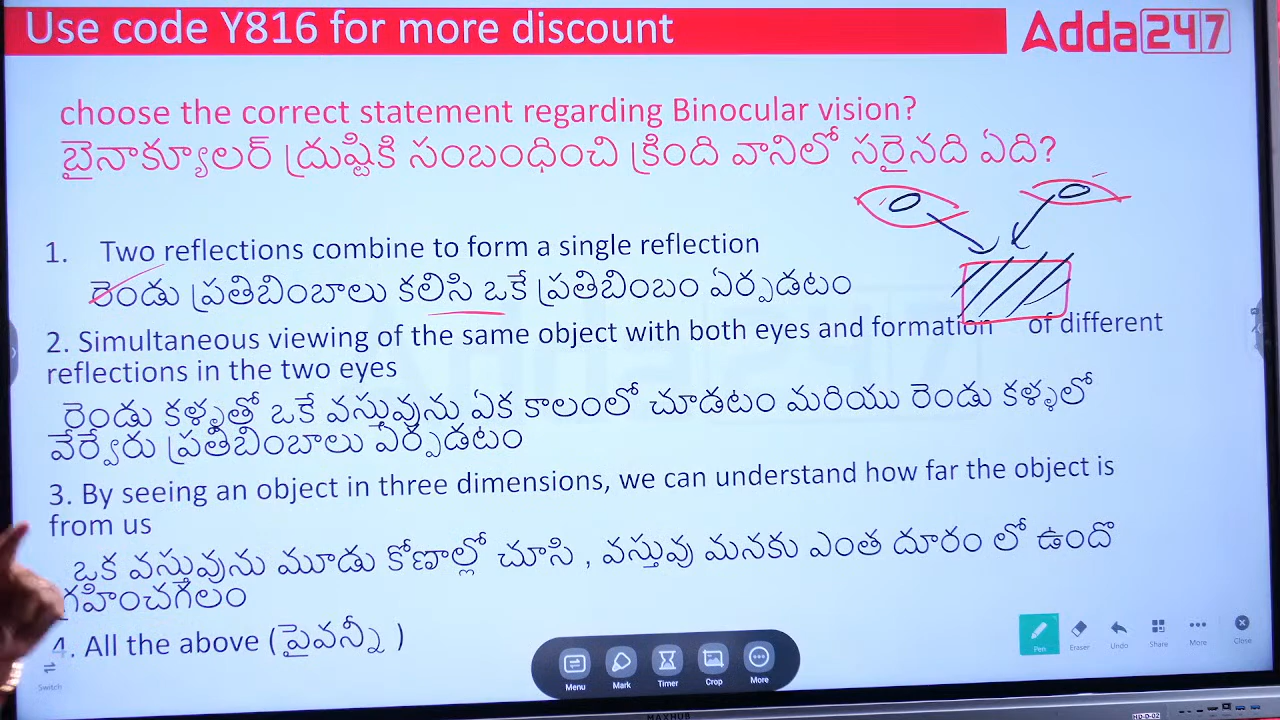 Use code Y816 for more discount
Adda247
choose the correct statement regarding Binocular vision?
బైనాక్యూలర్ ద్రుష్టికి సంబంధించి క్రింది వానిలో సరైనది ఏది?
1. Two reflections combine to form a single reflection
రెండు ప్రతిబింబాలు కలిసి ఒకే ప్రతిబింబం ఏర్పడటం
2. Simultaneous viewing of the same object with both eyes and formation of different
reflections in the two eyes
రెండు కళ్ళతో ఒకే వస్తువును ఏక కాలంలో చూడటం మరియు రెండు కళ్ళలో
వేర్వేరు ప్రతిబింబాలు ఏర్పడటం
3. By seeing an object in three dimensions, we can understand how far the object is
from us
ఒక వస్తువును మూడు కోణాల్లో చూసి , వస్తువు మనకు ఎంత దూరం లో ఉందొ
గ్రహించగలం
4. All the above (పైవన్నీ )
Switch
Menu Mark Timer Crop More
Pen Eraser Undo Share More Close
MAXHUB
HD-D-02